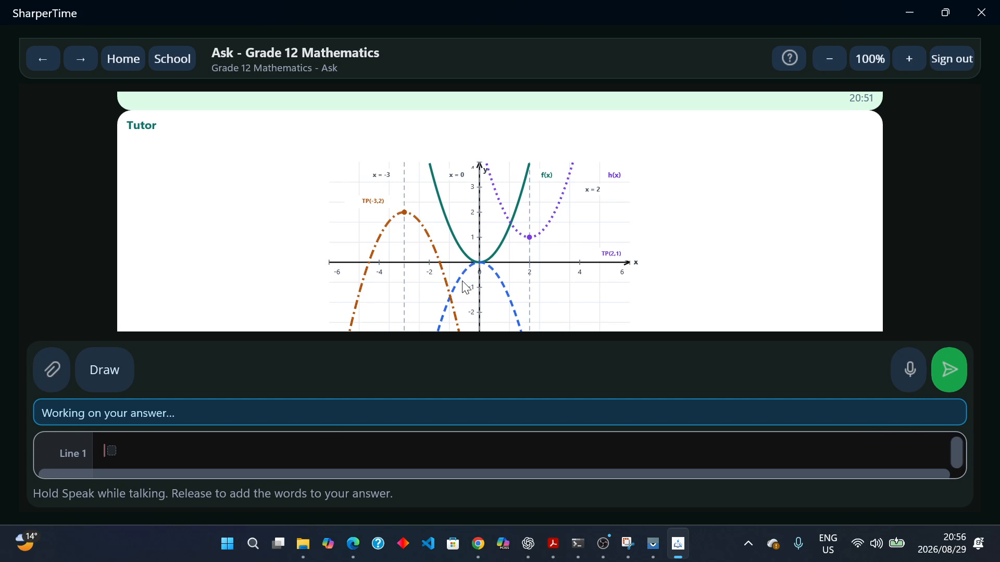 SharperTime
← → Home School Ask - Grade 12 Mathematics
Grade 12 Mathematics - Ask
− 100% + Sign out
20:51
Tutor
x = -3 x = 0 4 y f(x) h(x)
x = 2
3
TP(-3,2)
2
1
TP(2,1)
x
-6 -4 -2 0 2 4 6
-1
-2
Draw
Working on your answer...
Line 1
Hold Speak while talking. Release to add the words to your answer.
14°
M365
ENG
US
20:56
2026/08/29